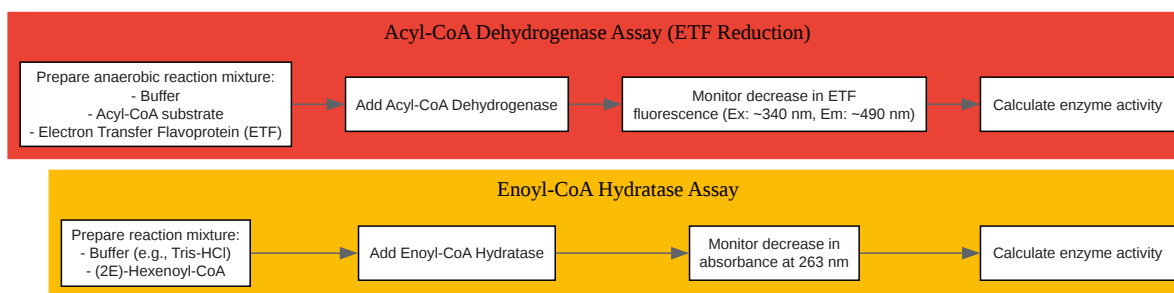 Acyl-CoA Dehydrogenase Assay (ETF Reduction)
Prepare anaerobic reaction mixture:
- Buffer
- Acyl-CoA substrate
- Electron Transfer Flavoprotein (ETF)
Add Acyl-CoA Dehydrogenase
Monitor decrease in ETF
fluorescence (Ex: ~340 nm, Em: ~490 nm)
Calculate enzyme activity
Enoyl-CoA Hydratase Assay
Prepare reaction mixture:
- Buffer (e.g., Tris-HCl)
- (2E)-Hexenoyl-CoA
Add Enoyl-CoA Hydratase
Monitor decrease in
absorbance at 263 nm
Calculate enzyme activity